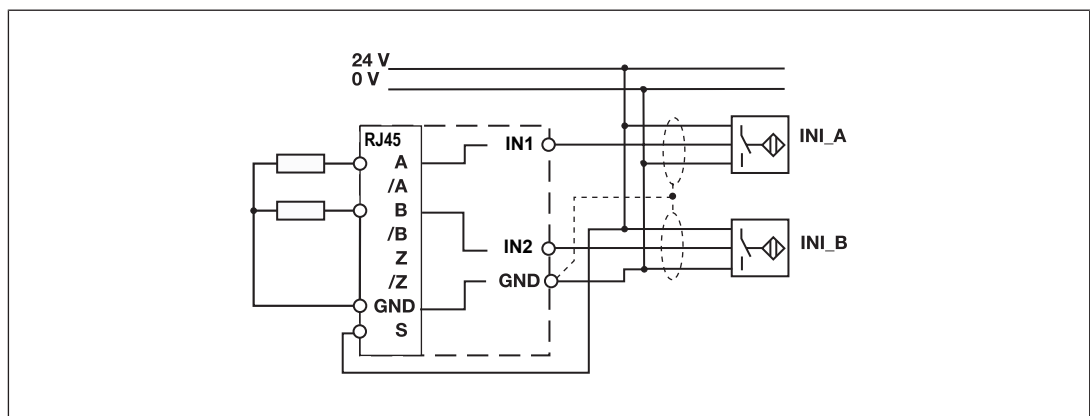 24 V
0 V
RJ45
A
/A
B
/B
Z
/Z
GND
S
IN1
IN2
GND
INI_A
INI_B